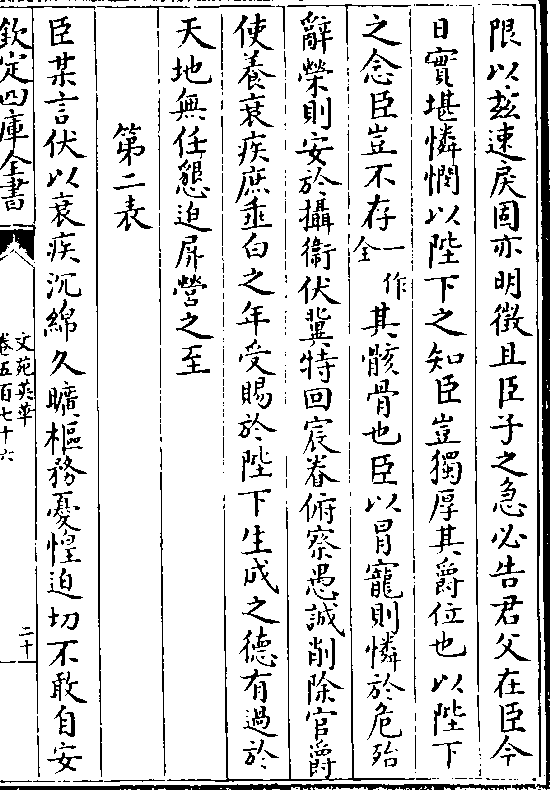 限以玆速戾固亦明徵且臣子之急必告君父在臣今
日實堪憐憫以陛下之知臣豈獨厚其爵位也以陛下
之念臣豈不存一作全其骸骨也臣以冒寵則憐於危殆
辭榮則安於攝衞伏冀特回宸眷俯察愚誠削除官爵
使養衰疾庶垂白之年受賜於陛下生成之德有過於
天地無任懇迫屏營之至
第二表
臣某言伏以衰疾沉綿久曠樞務憂惶迫切不敢自安
欽定四庫全書
文苑英華
卷五百七十六
二十